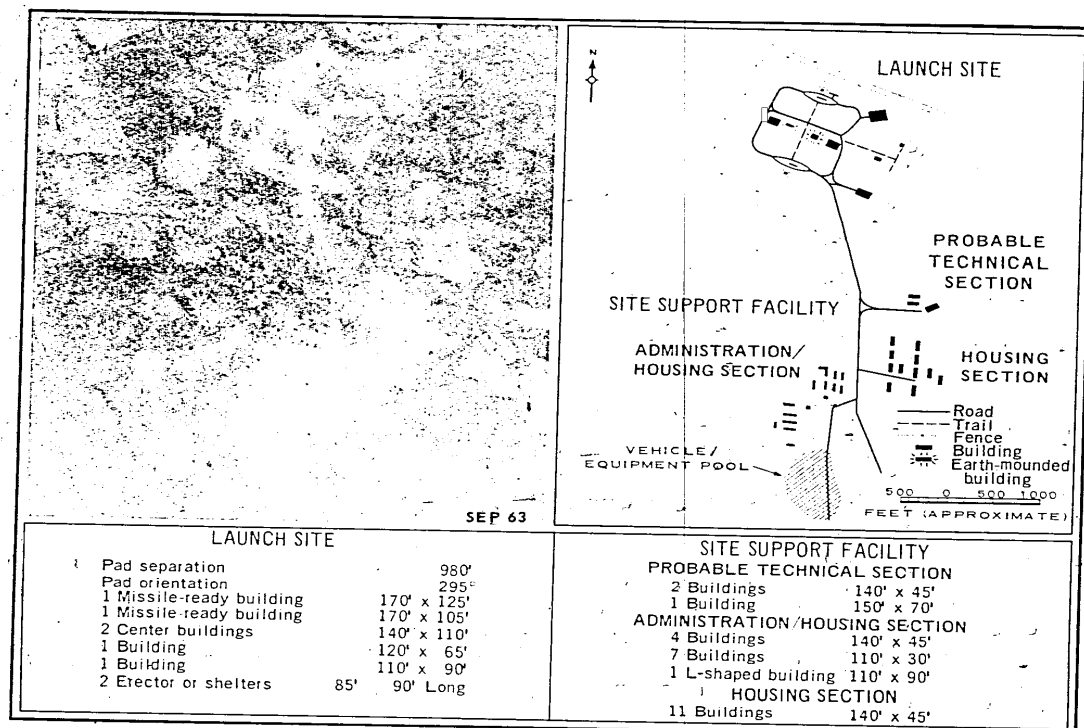 SEP 63
N
LAUNCH SITE
PROBABLE
TECHNICAL
SECTION
SITE SUPPORT FACILITY
ADMINISTRATION/
HOUSING SECTION
HOUSING
SECTION
Road
Trail
Fence
Building
Earth-mounded
building
VEHICLE/
EQUIPMENT POOL
500 0 500 1000
FEET (APPROXIMATE)
LAUNCH SITE
Pad separation 980'
Pad orientation 295°
1 Missile-ready building 170' x 125'
1 Missile-ready building 170' x 105'
2 Center buildings 140' x 110'
1 Building 120' x 65'
1 Building 110' x 90'
2 Erector or shelters 85' 90' Long
SITE SUPPORT FACILITY
PROBABLE TECHNICAL SECTION
2 Buildings 140' x 45'
1 Building 150' x 70'
ADMINISTRATION/HOUSING SECTION
4 Buildings 140' x 45'
7 Buildings 110' x 30'
1 L-shaped building 110' x 90'
HOUSING SECTION
11 Buildings 140' x 45'